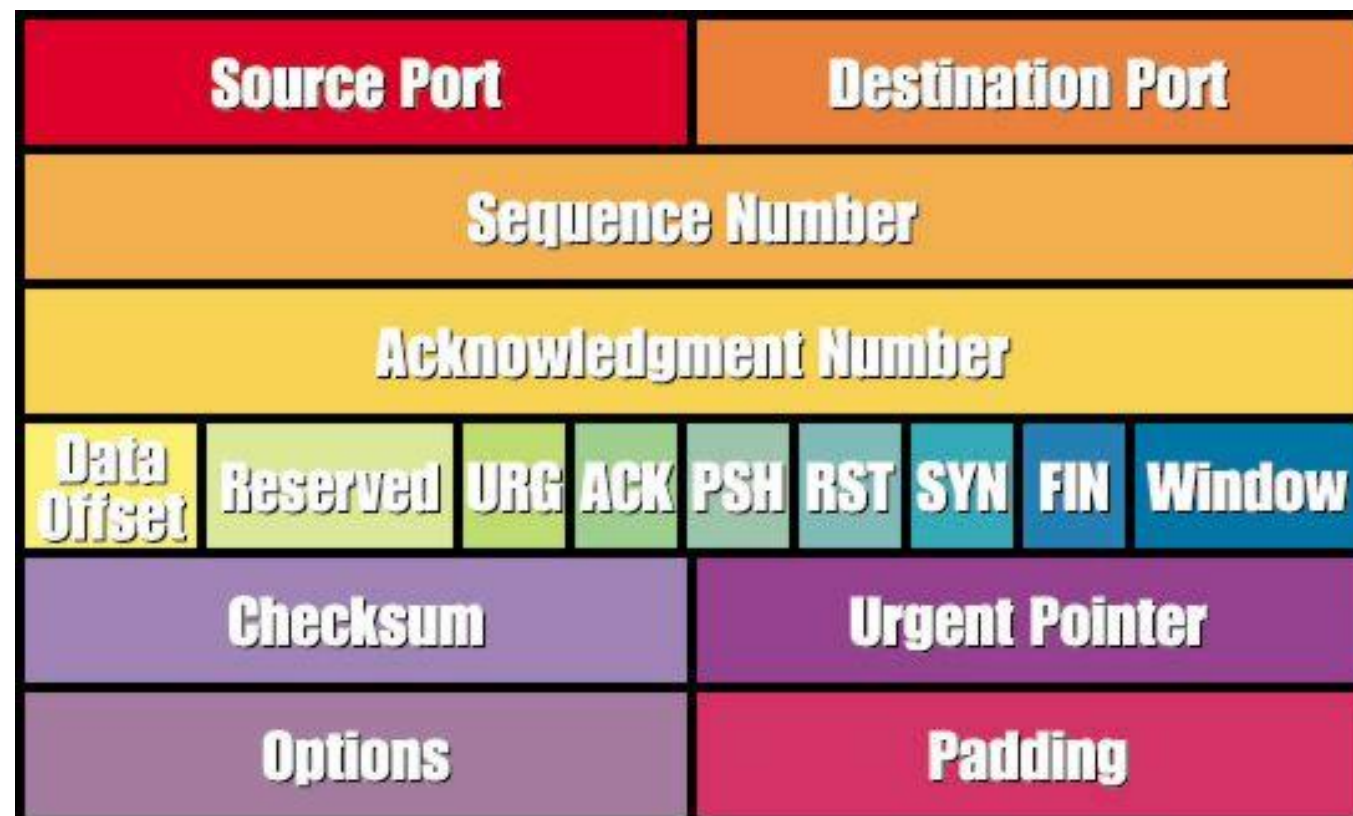 Source Port Destination Port
Sequence Number
Acknowledgment Number
Data Offset Reserved URG ACK PSH RST SYN FIN Window
Checksum Urgent Pointer
Options Padding